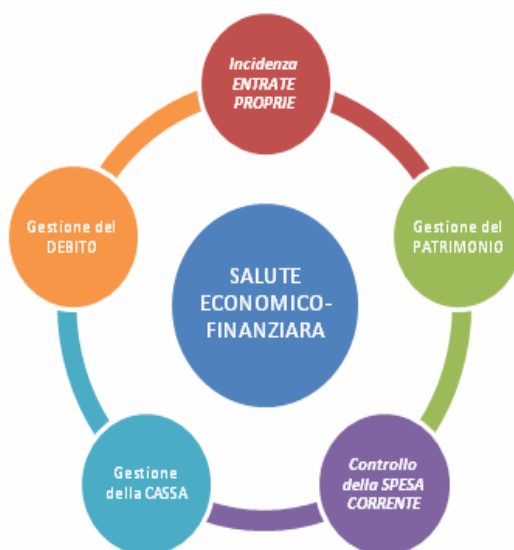 Incidenza
ENTRATE
PROPRIE
Gestione del
DEBITO
Gestione del
PATRIMONIO
SALUTE
ECONOMICO-
FINANZIARA
Gestione
della CASSA
Controllo
della SPESA
CORRENTE